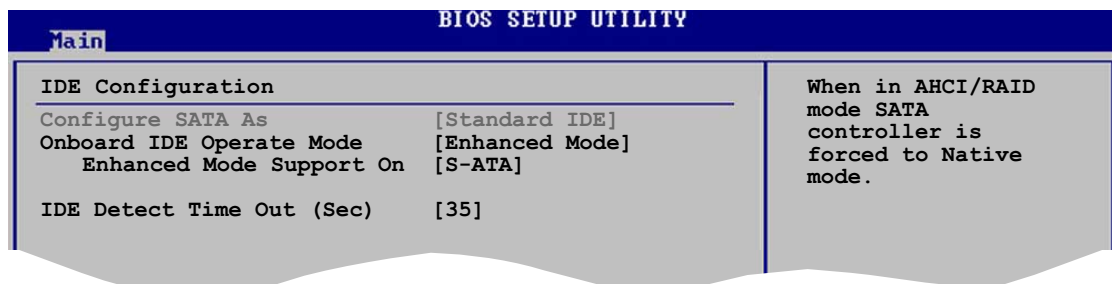 BIOS SETUP UTILITY
Main
IDE Configuration
Configure SATA As [Standard IDE]
Onboard IDE Operate Mode [Enhanced Mode]
Enhanced Mode Support On [S-ATA]
IDE Detect Time Out (Sec) [35]
When in AHCI/RAID
mode SATA
controller is
forced to Native
mode.